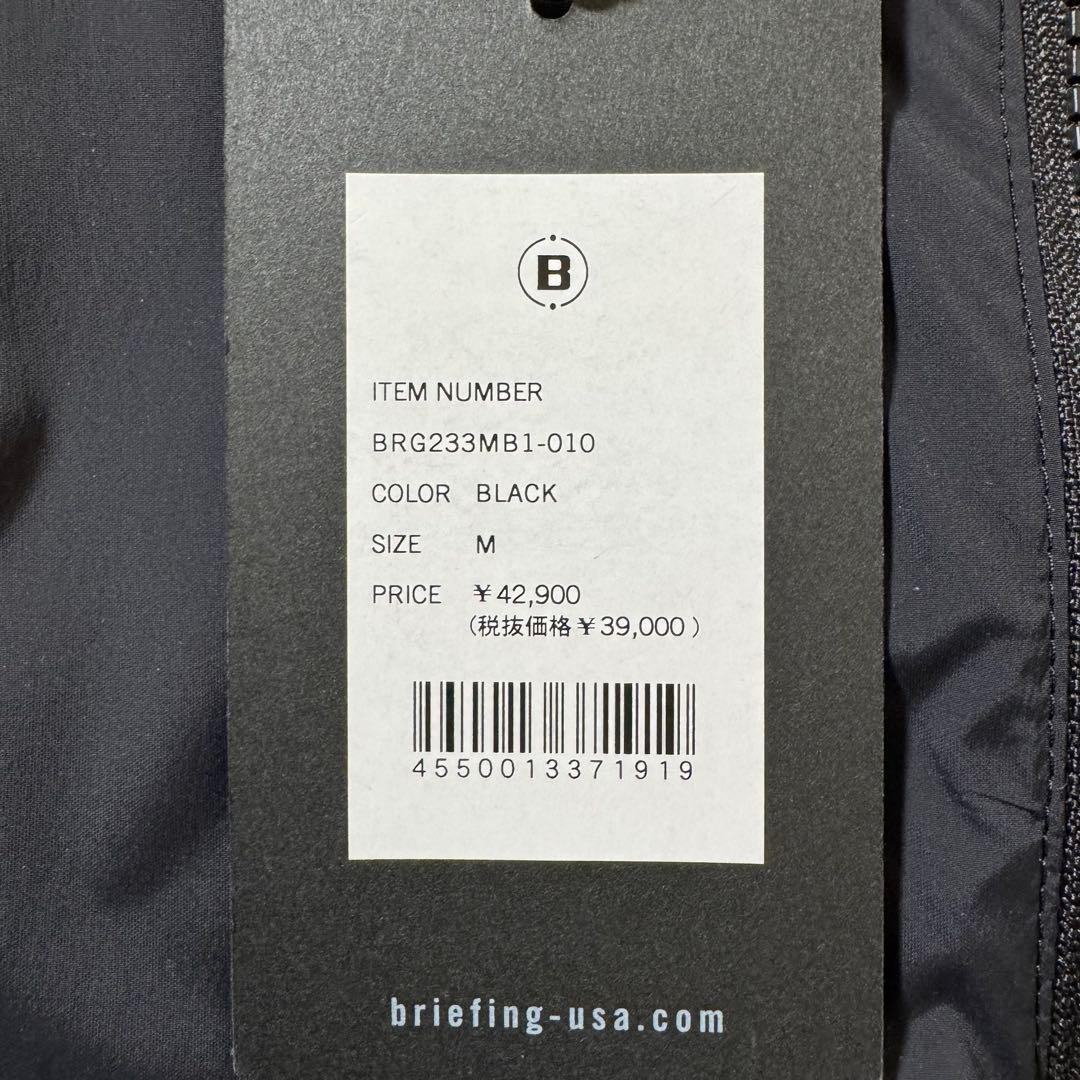 B
ITEM NUMBER
BRG233MB1-010
COLOR BLACK
SIZE M
PRICE ¥42,900
(税抜価格¥39,000)
4550013371919
briefing-usa.com